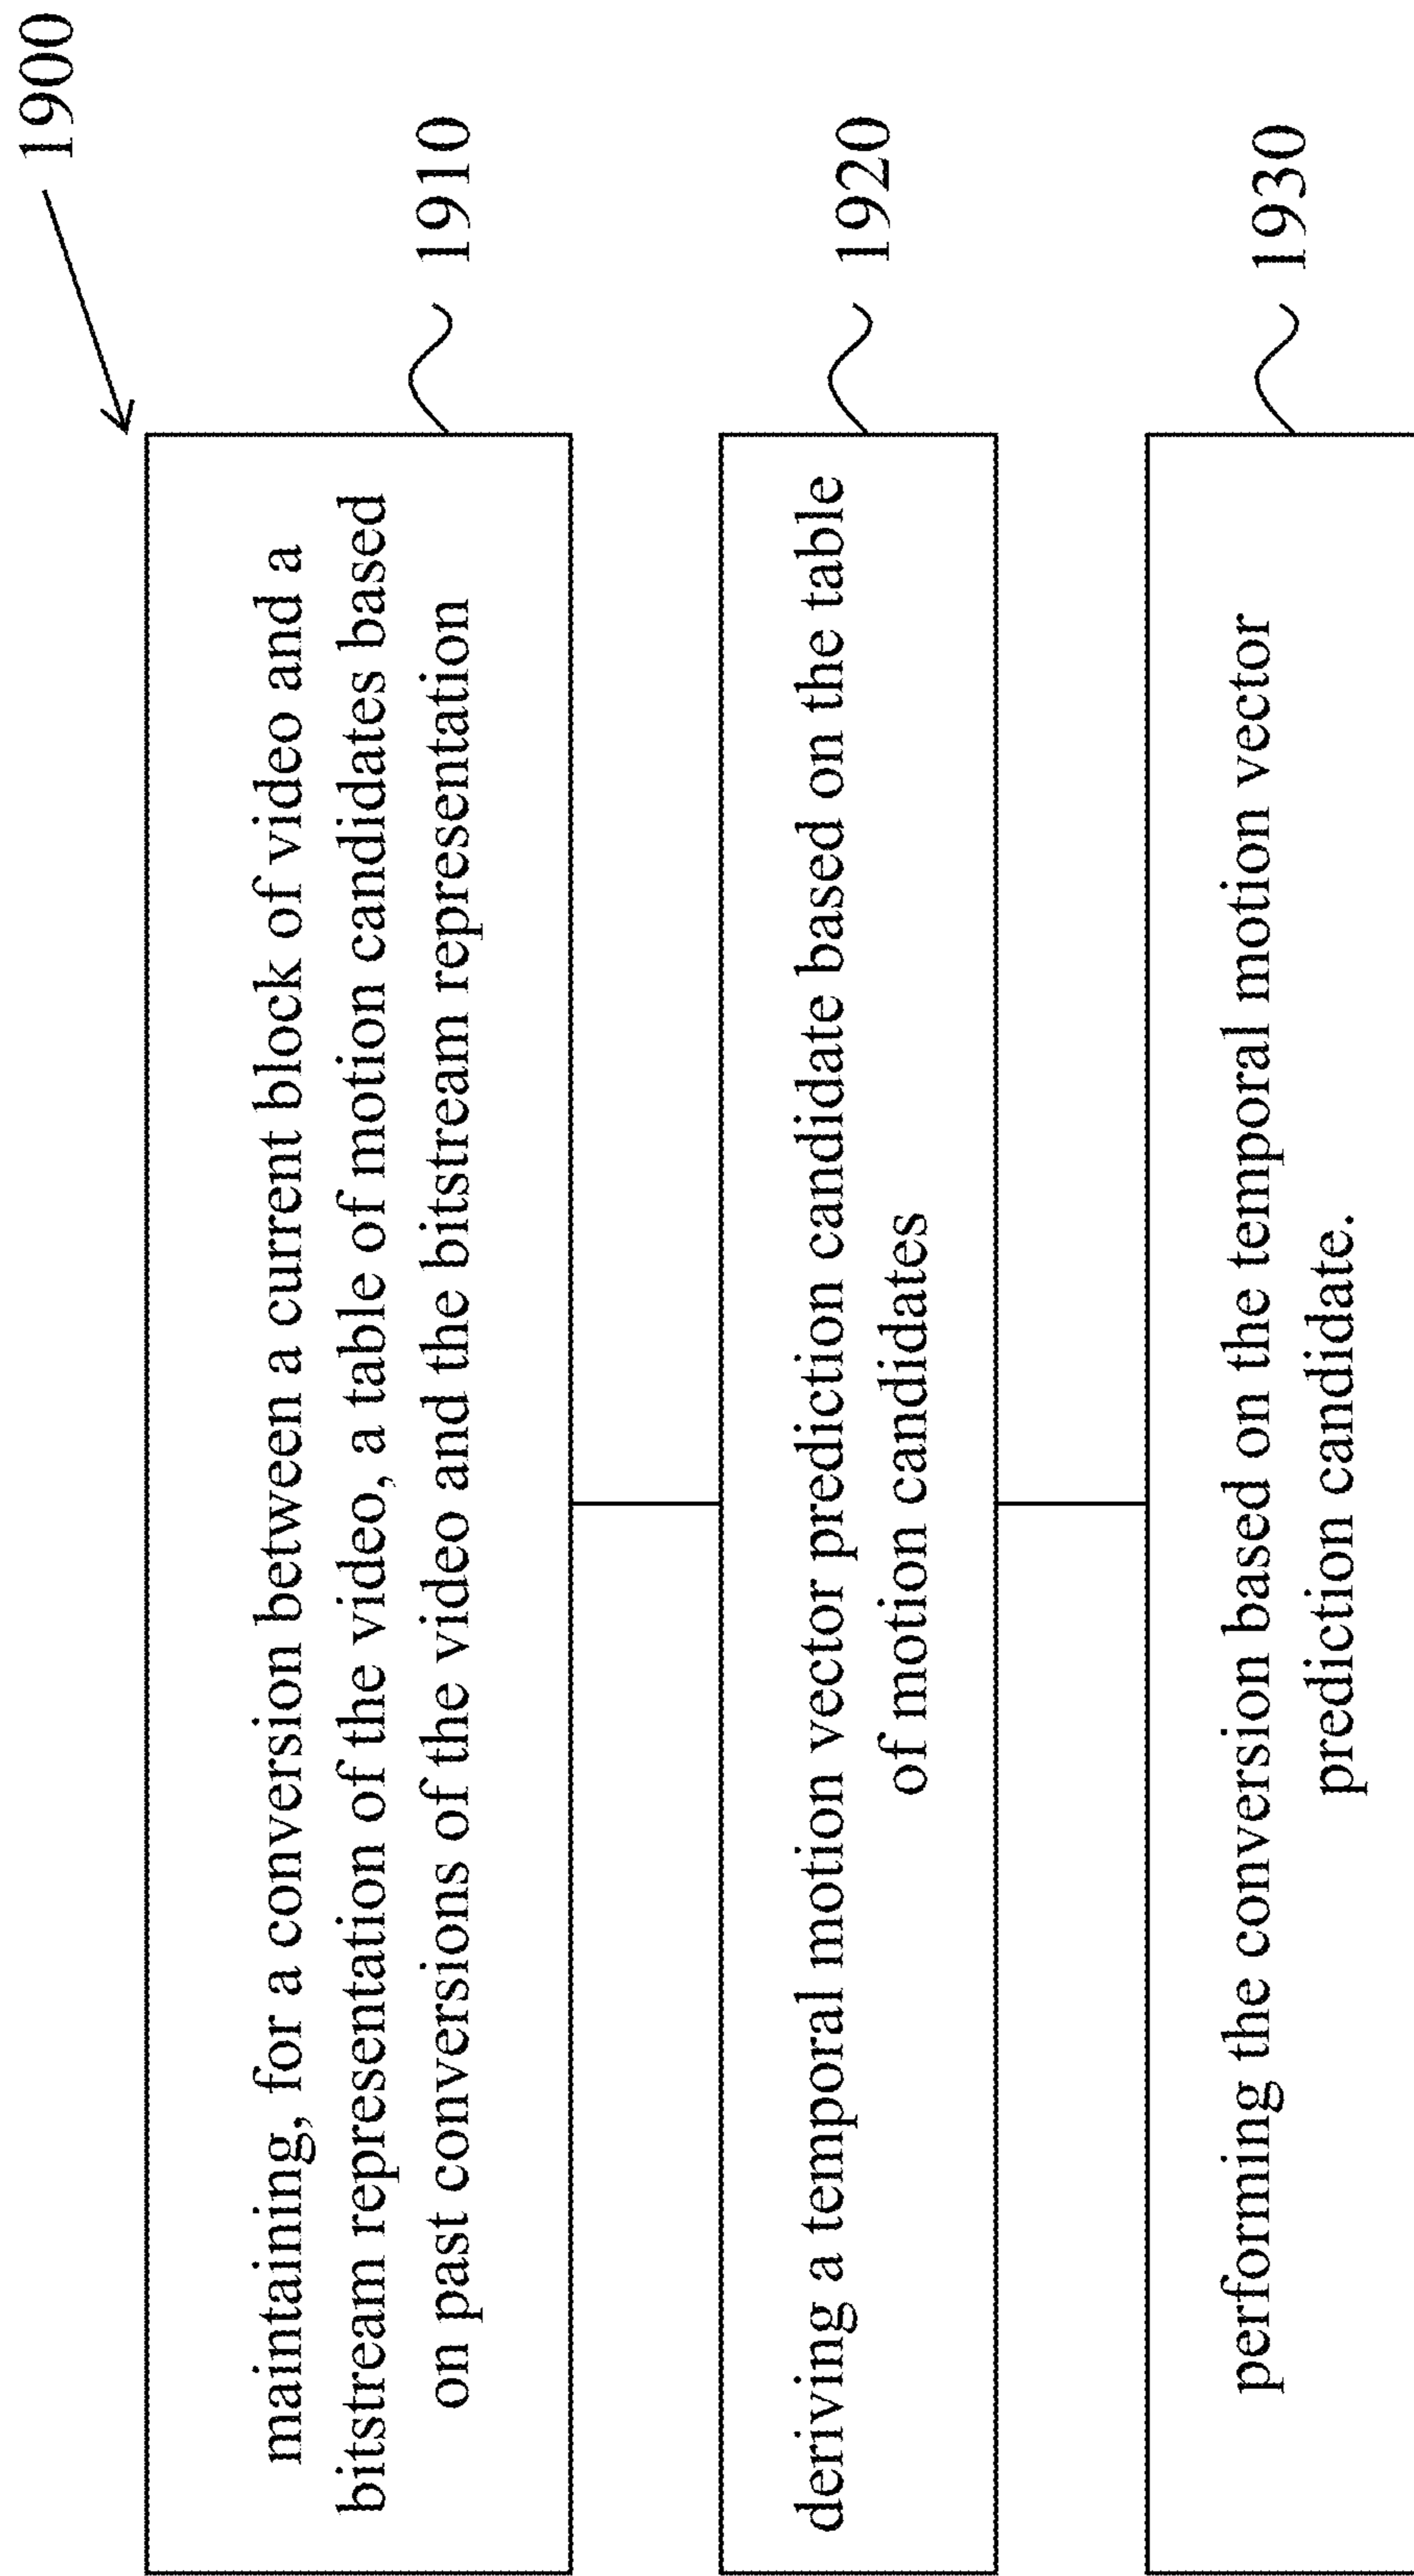 1900
maintaining, for a conversion between a current block of video and a
bitstream representation of the video, a table of motion candidates based
on past conversions of the video and the bitstream representation
1910
deriving a temporal motion vector prediction candidate based on the table
of motion candidates
1920
performing the conversion based on the temporal motion vector
prediction candidate.
1930